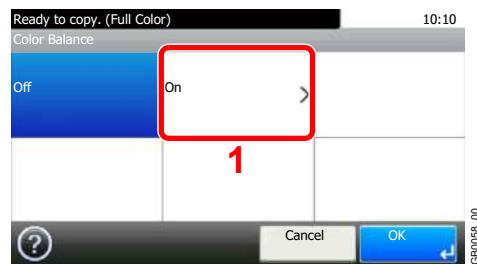 Ready to copy. (Full Color) 10:10
Color Balance
Off On
1
? Cancel OK
GB0058_00